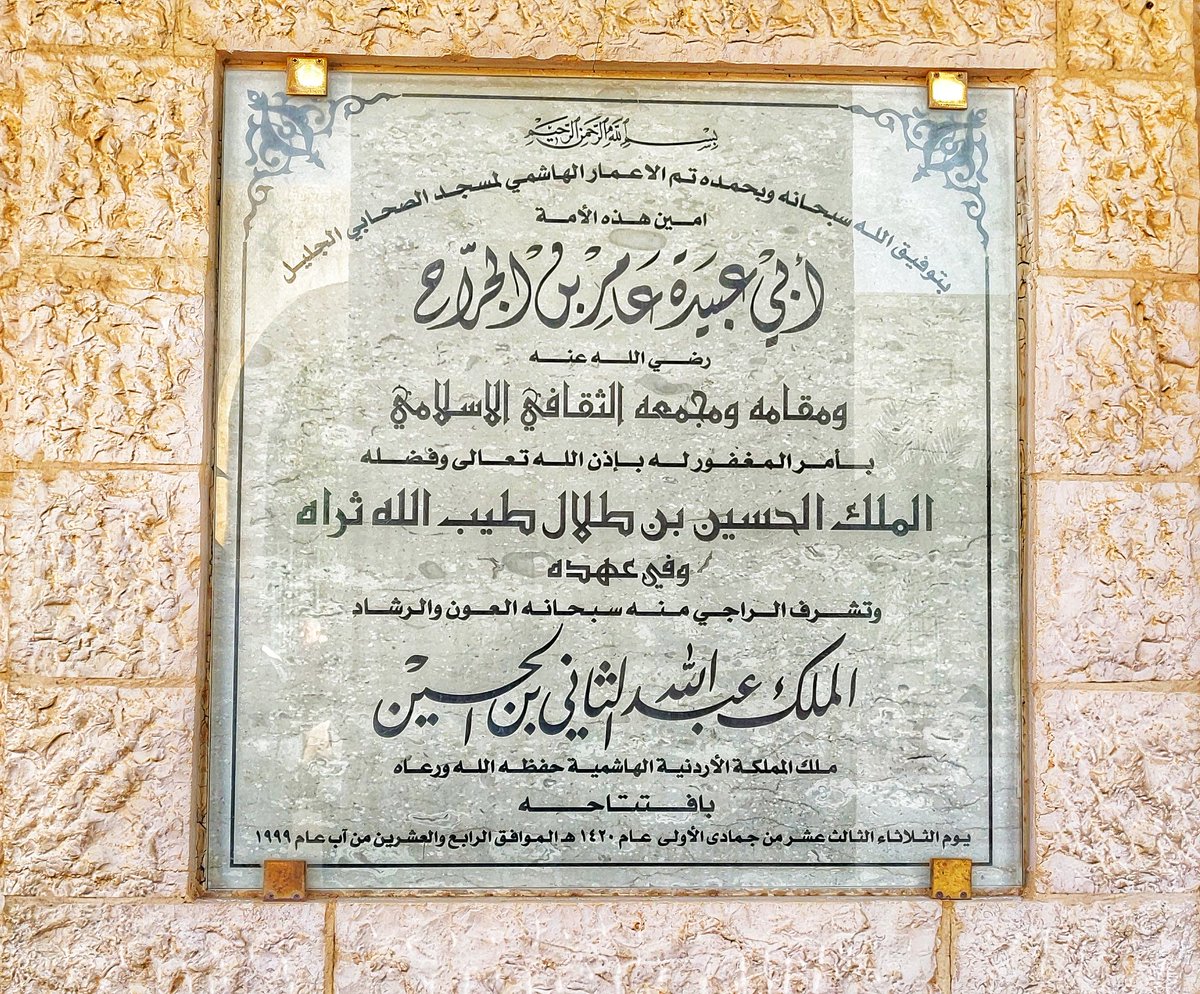 بسم الله الرحمن الرحيم
بتوفيق الله سبحانه وبحمده تم الاعمار الهاشمي لمسجد الصحابي الجليل
امين هذه الأمة
أبي عبيدة عامر بن الجراح
رضي الله عنه
ومقامه ومجمعه الثقافي الاسلامي
بأمر المغفور له بإذن الله تعالى وفضله
الملك الحسين بن طلال طيب الله ثراه
وفي عهده
وتشرف الراجي منه سبحانه العون والرشاد
الملك عبدالله الثاني بن الحسين
ملك المملكة الأردنية الهاشمية حفظه الله ورعاه
بافتتاحه
يوم الثلاثاء الثالث عشر من جمادى الأولى عام ١٤٢٠ هـ الموافق الرابع والعشرين من آب عام ١٩٩٩